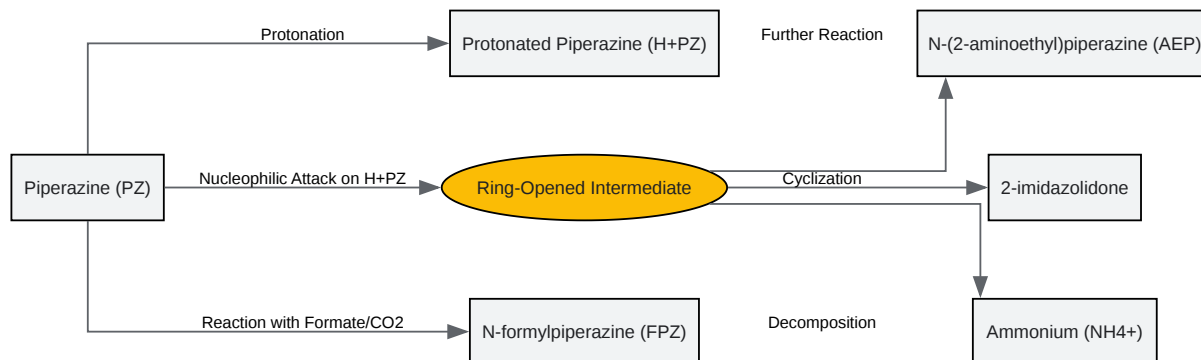 Protonation
Protonated Piperazine (H+PZ)
Further Reaction
N-(2-aminoethyl)piperazine (AEP)
Piperazine (PZ)
Nucleophilic Attack on H+PZ
Ring-Opened Intermediate
Cyclization
2-imidazolidone
Reaction with Formate/CO2
N-formylpiperazine (FPZ)
Decomposition
Ammonium (NH4+)